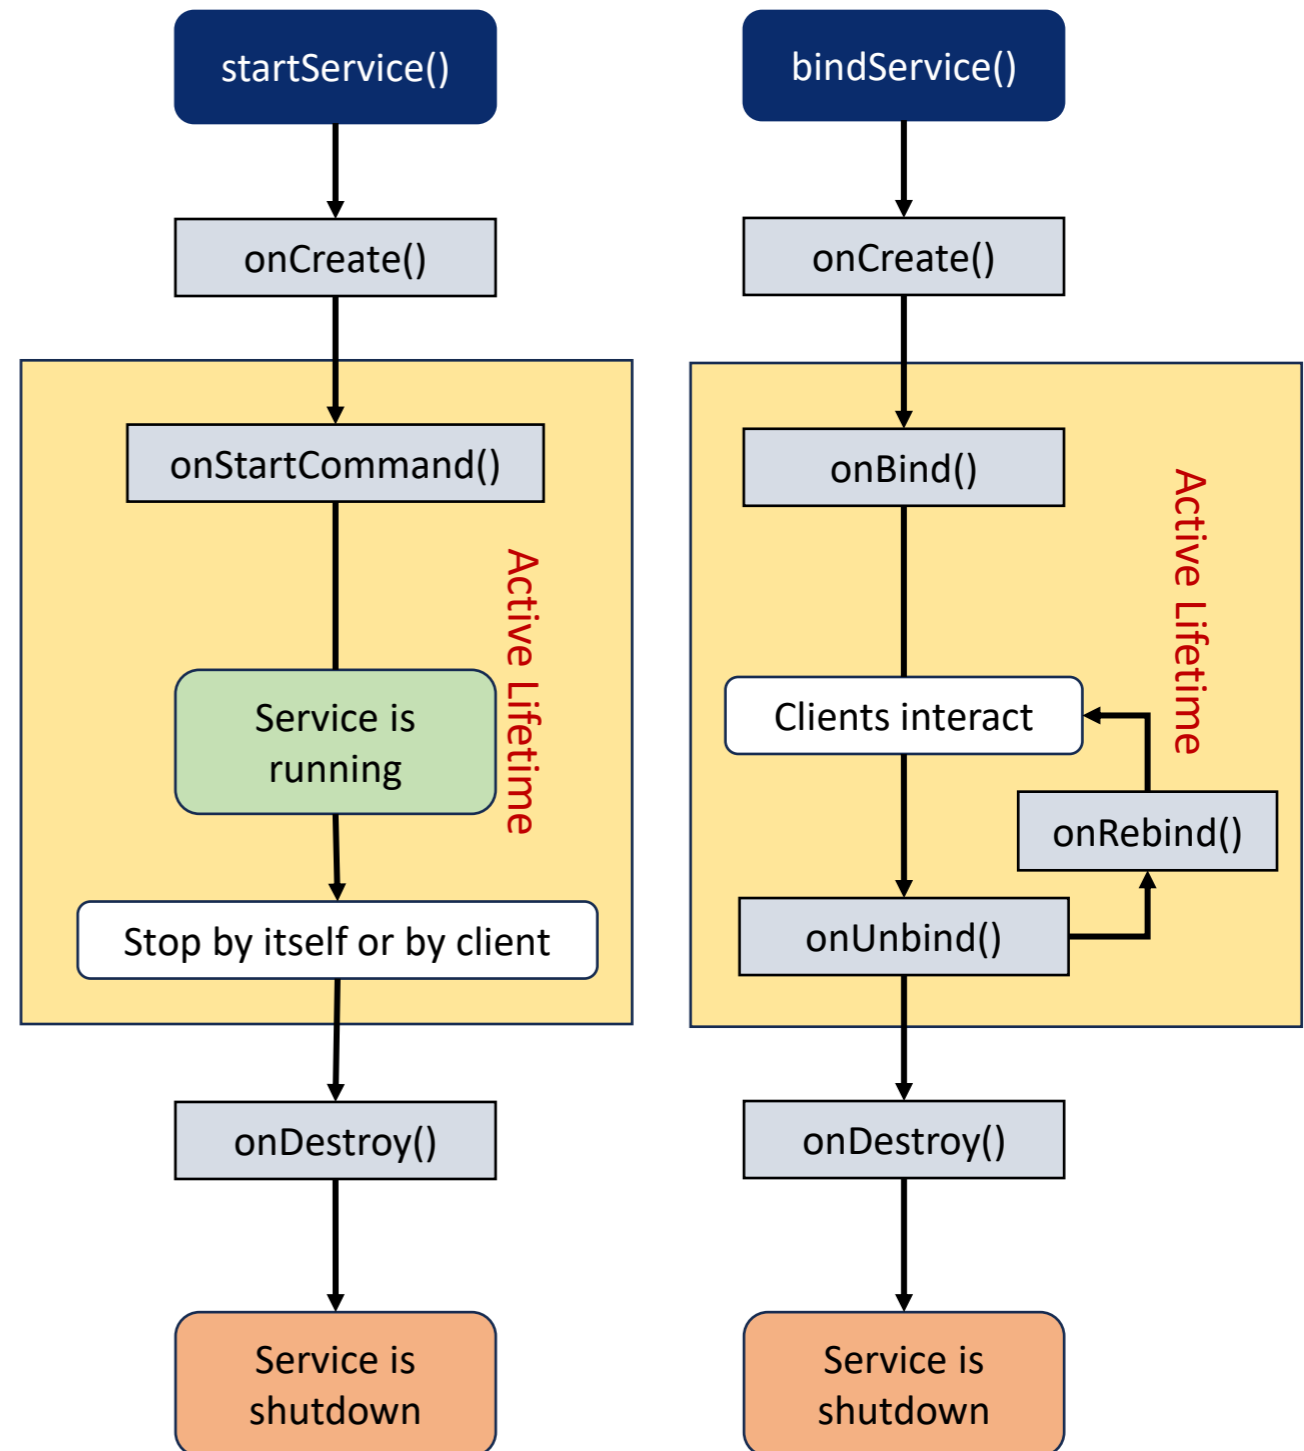 startService()
onCreate()
onStartCommand()
Active Lifetime
Service is
running
Stop by itself or by client
onDestroy()
Service is
shutdown
bindService()
onCreate()
onBind()
Active Lifetime
Clients interact
onRebind()
onUnbind()
onDestroy()
Service is
shutdown